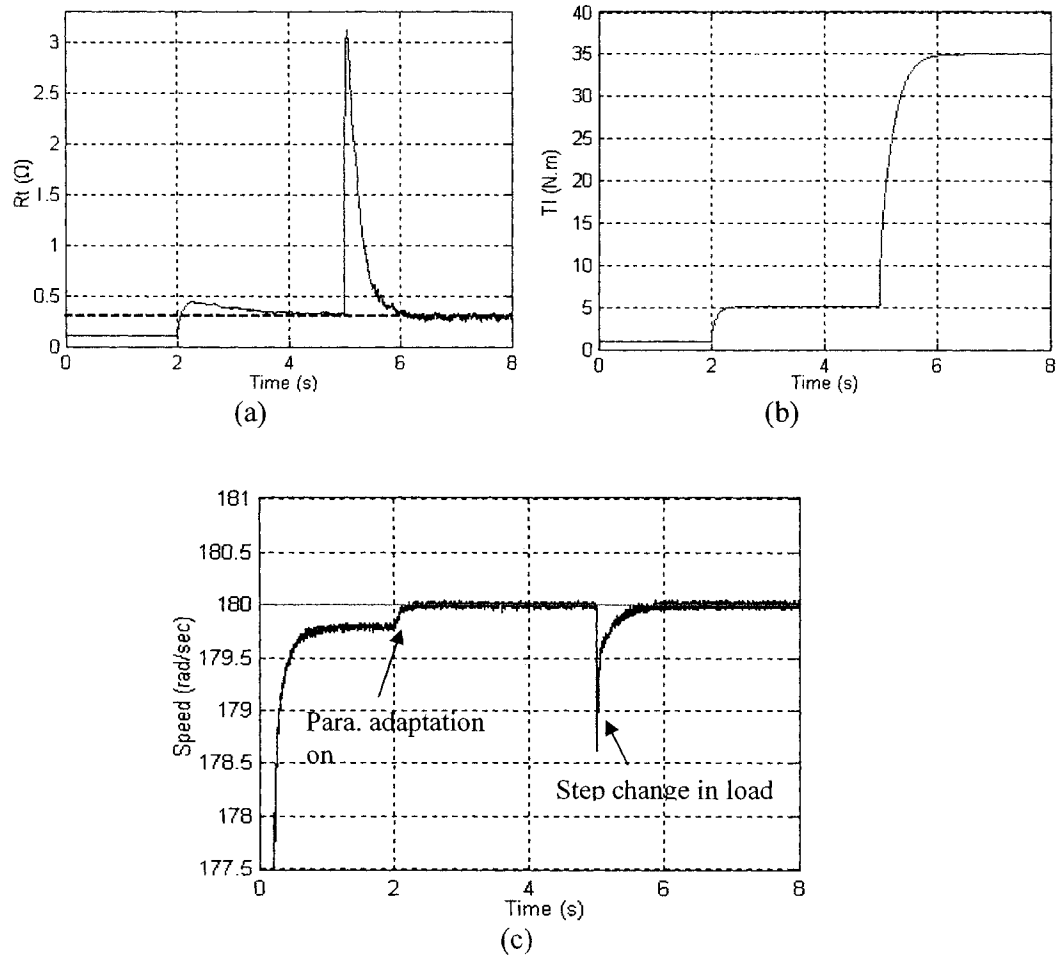 3
2.5
2
1.5
1
0.5
0
Rt (Ω)
0 2 4 6 8
Time (s)
(a)
40
35
30
25
20
15
10
5
0
Tl (N.m)
0 2 4 6 8
Time (s)
(b)
181
180.5
180
179.5
179
178.5
178
177.5
Speed (rad/sec)
Para. adaptation
on
Step change in load
0 2 4 6 8
Time (s)
(c)